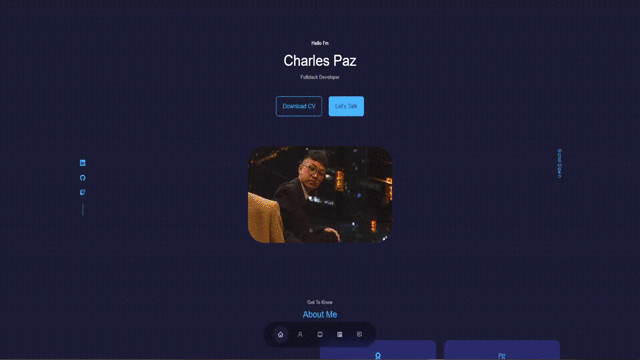 Hello I'm
Charles Paz
Fullstack Developer
Download CV
Let's Talk
Scroll Down
Get To Know
About Me